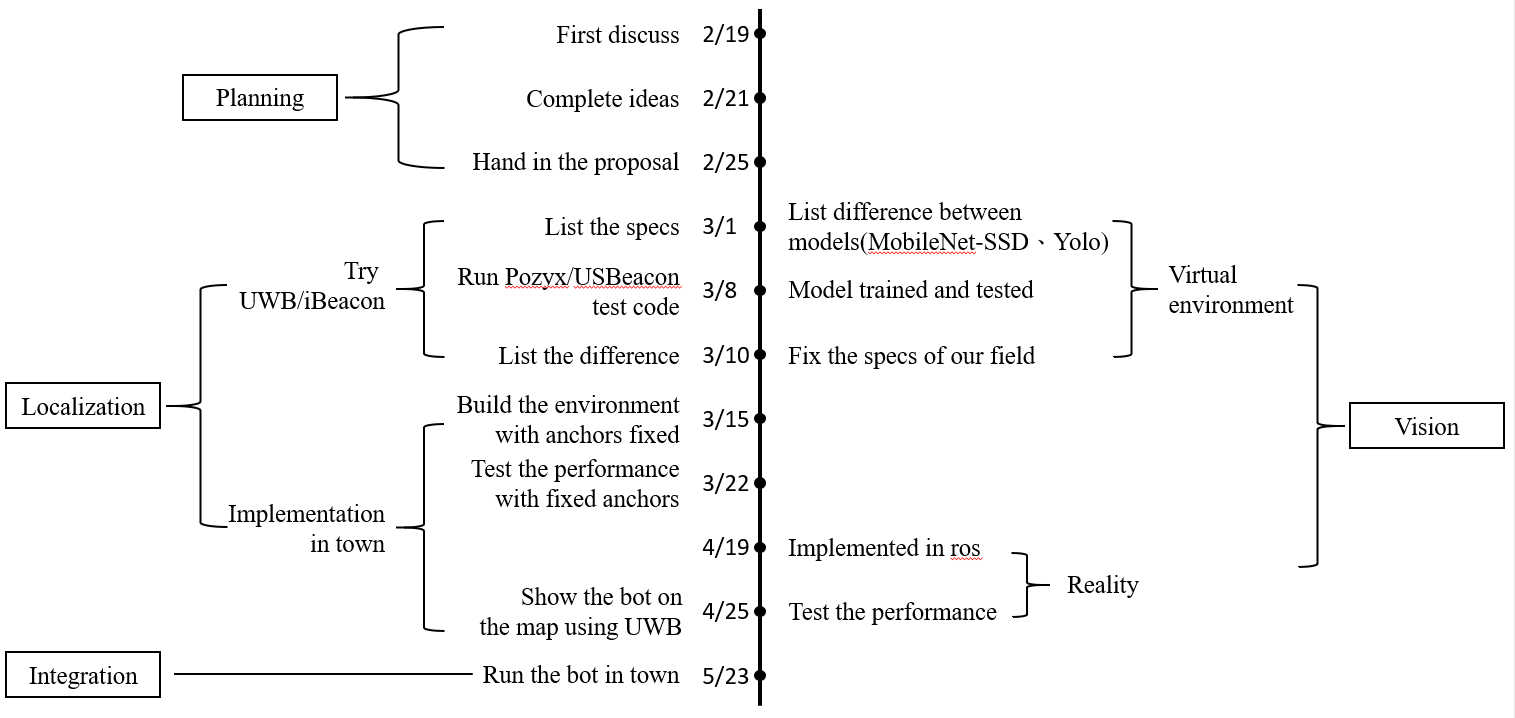 First discuss 2/19
Planning
Complete ideas 2/21
Hand in the proposal 2/25
List the specs 3/1
List difference between
models(MobileNet-SSD、Yolo)
Try
UWB/iBeacon
Run Pozyx/USBeacon
test code
3/8
Model trained and tested
Virtual
environment
List the difference 3/10
Fix the specs of our field
Localization
Build the environment
with anchors fixed
3/15
Vision
Test the performance
with fixed anchors
3/22
Implementation
in town
4/19
Implemented in ros
Reality
Show the bot on
the map using UWB
4/25
Test the performance
Integration
Run the bot in town 5/23